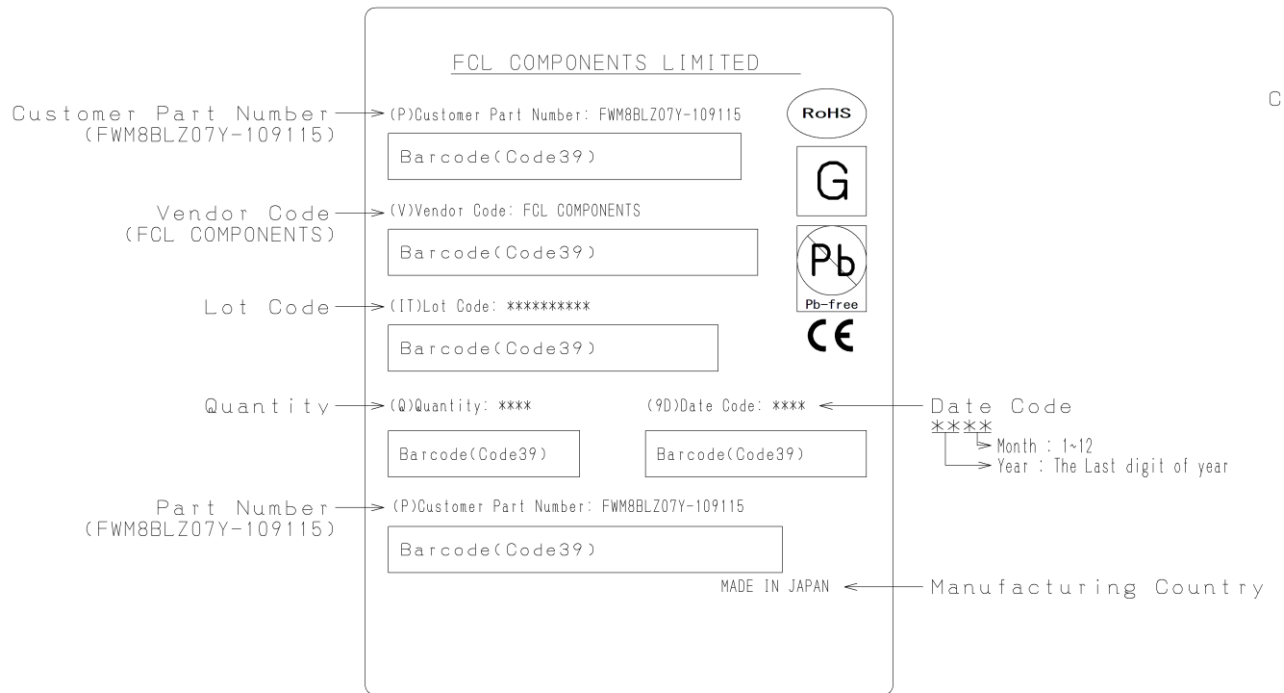 FCL COMPONENTS LIMITED
Customer Part Number
(FWM8BLZ07Y-109115)
(P)Customer Part Number: FWM8BLZ07Y-109115
RoHS
C
Barcode(Code39)
G
Vendor Code
(FCL COMPONENTS)
(V)Vendor Code: FCL COMPONENTS
Barcode(Code39)
Pb
Pb-free
Lot Code
(IT)Lot Code: **********
Barcode(Code39)
CE
Quantity
(Q)Quantity: ****
(9D)Date Code: ****
Date Code
****
Month : 1~12
Year : The Last digit of year
Barcode(Code39)
Barcode(Code39)
Part Number
(FWM8BLZ07Y-109115)
(P)Customer Part Number: FWM8BLZ07Y-109115
Barcode(Code39)
MADE IN JAPAN
Manufacturing Country